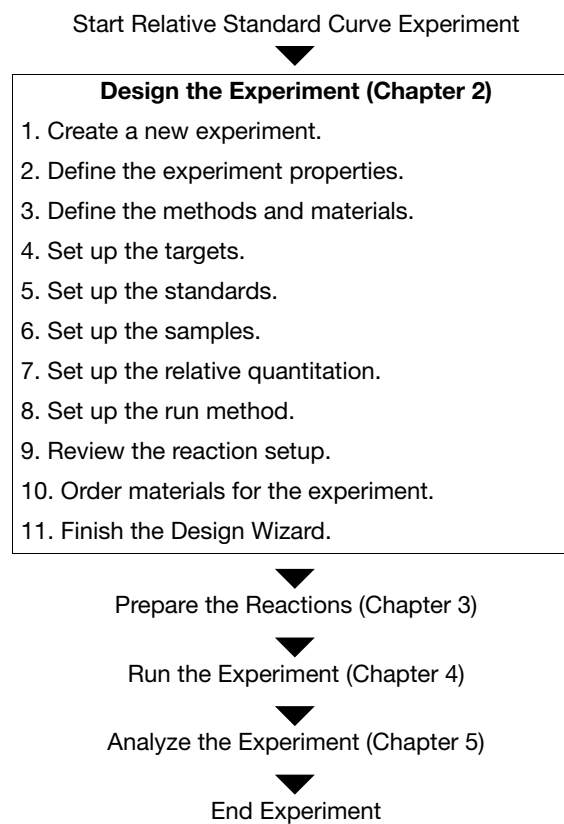 Start Relative Standard Curve Experiment
Design the Experiment (Chapter 2)
1. Create a new experiment.
2. Define the experiment properties.
3. Define the methods and materials.
4. Set up the targets.
5. Set up the standards.
6. Set up the samples.
7. Set up the relative quantitation.
8. Set up the run method.
9. Review the reaction setup.
10. Order materials for the experiment.
11. Finish the Design Wizard.
Prepare the Reactions (Chapter 3)
Run the Experiment (Chapter 4)
Analyze the Experiment (Chapter 5)
End Experiment